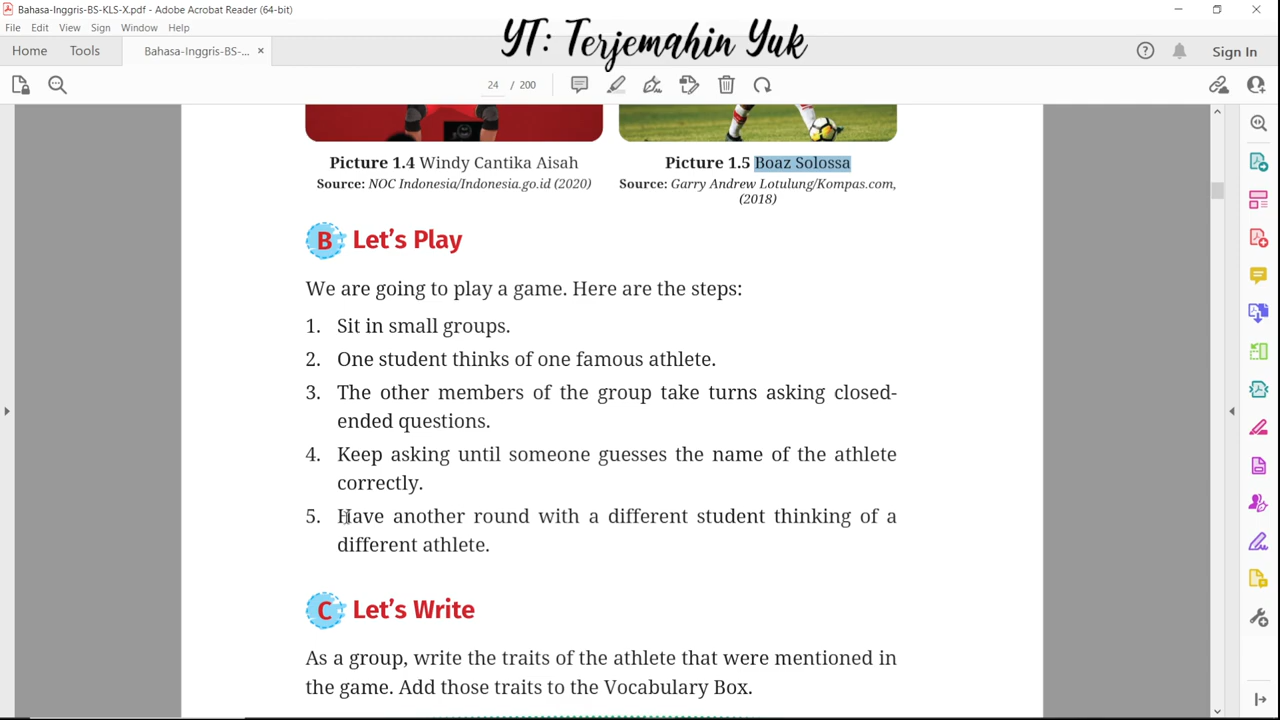 Bahasa-Inggris-BS-KLS-X.pdf - Adobe Acrobat Reader (64-bit)
File Edit View Sign Window Help
YT: Terjemahin Yuk
Home Tools Bahasa-Inggris-BS-... × Sign In
24 / 200
Picture 1.4 Windy Cantika Aisah
Source: NOC Indonesia/Indonesia.go.id (2020)
Picture 1.5 Boaz Solossa
Source: Garry Andrew Lotulung/Kompas.com,
(2018)
B Let's Play
We are going to play a game. Here are the steps:
1. Sit in small groups.
2. One student thinks of one famous athlete.
3. The other members of the group take turns asking closed-
ended questions.
4. Keep asking until someone guesses the name of the athlete
correctly.
5. Have another round with a different student thinking of a
different athlete.
C Let's Write
As a group, write the traits of the athlete that were mentioned in
the game. Add those traits to the Vocabulary Box.